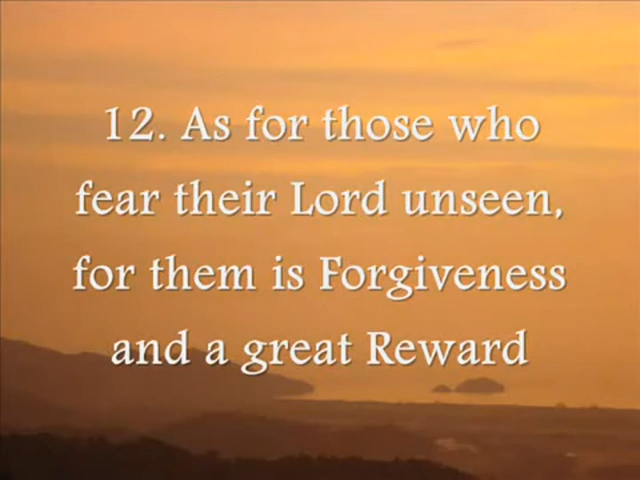 12. As for those who
fear their Lord unseen,
for them is Forgiveness
and a great Reward